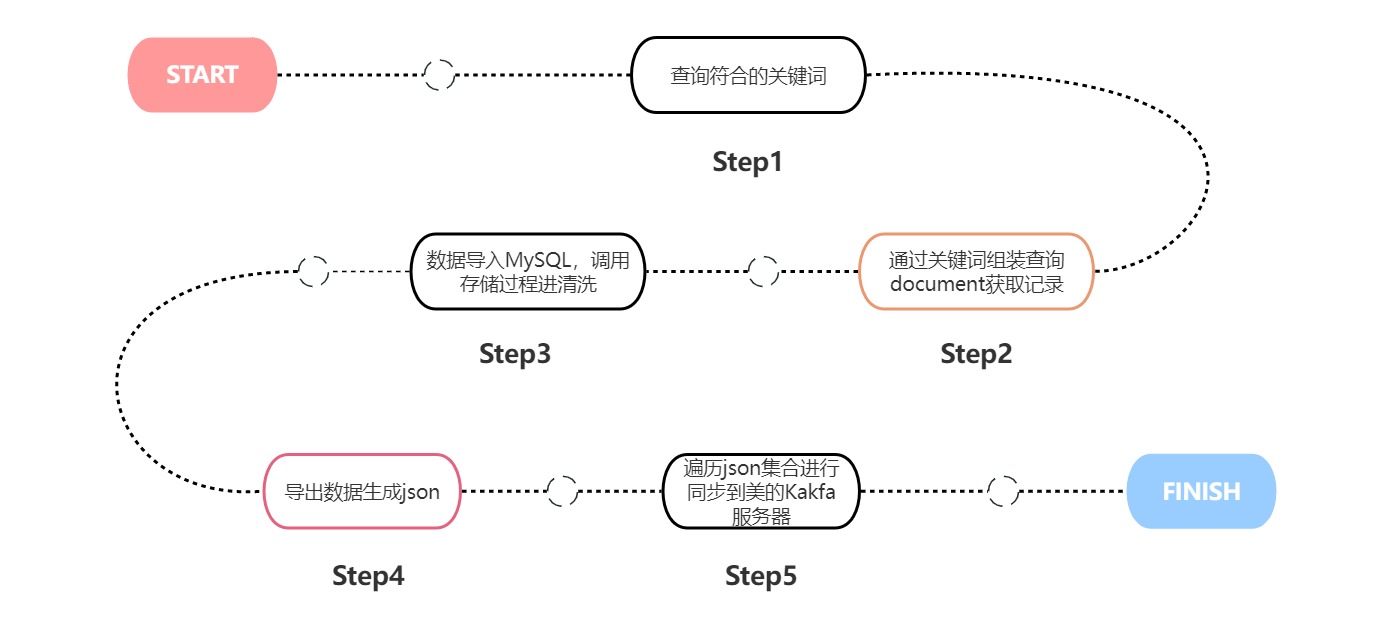 START
查询符合的关键词
Step1
数据导入MySQL，调用
存储过程进清洗
通过关键词组装查询
document获取记录
Step3
Step2
导出数据生成json
遍历json集合进行
同步到美的Kakfa
服务器
FINISH
Step4
Step5